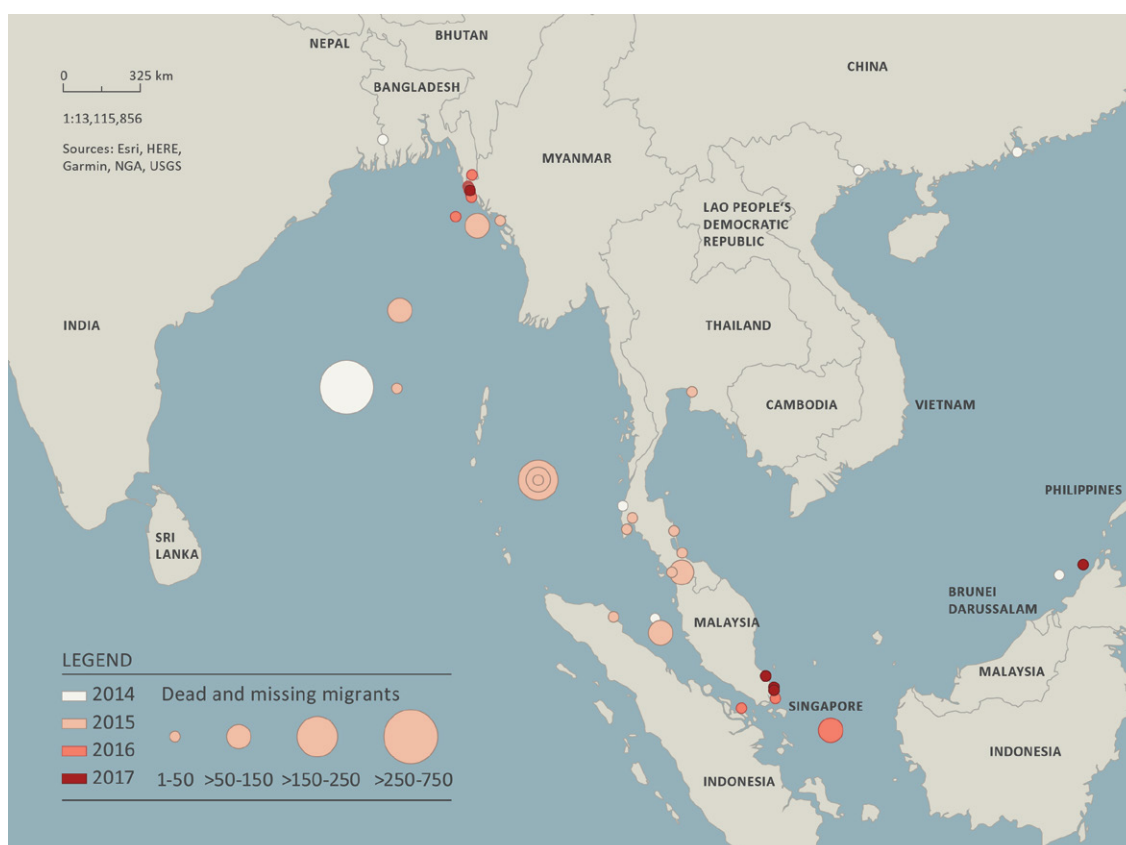 BHUTAN
NEPAL
CHINA
0 325 km
BANGLADESH
1:13,115,856
Sources: Esri, HERE,
Garmin, NGA, USGS
MYANMAR
LAO PEOPLE'S
DEMOCRATIC
REPUBLIC
INDIA
THAILAND
CAMBODIA
VIETNAM
PHILIPPINES
SRI
LANKA
BRUNEI
DARUSSALAM
MALAYSIA
MALAYSIA
SINGAPORE
INDONESIA
INDONESIA
LEGEND
2014
2015
2016
2017
Dead and missing migrants
1-50 >50-150 >150-250 >250-750